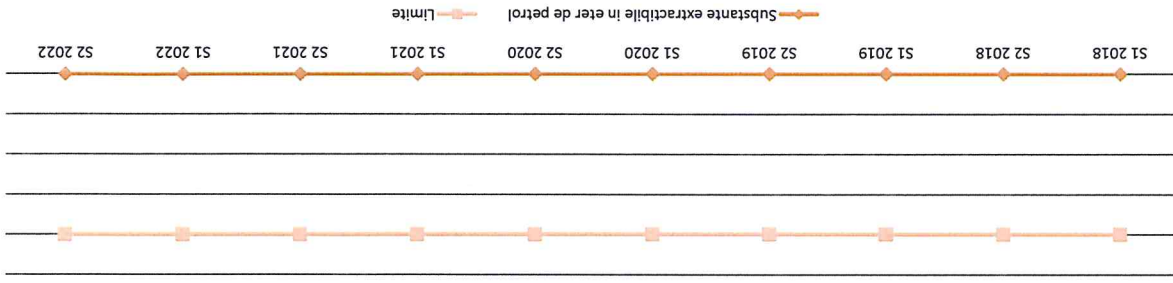 S1 2018 S2 2018 S1 2019 S2 2019 S1 2020 S2 2020 S1 2021 S2 2021 S1 2022 S2 2022
Substante extractibile in eter de petrol Limite